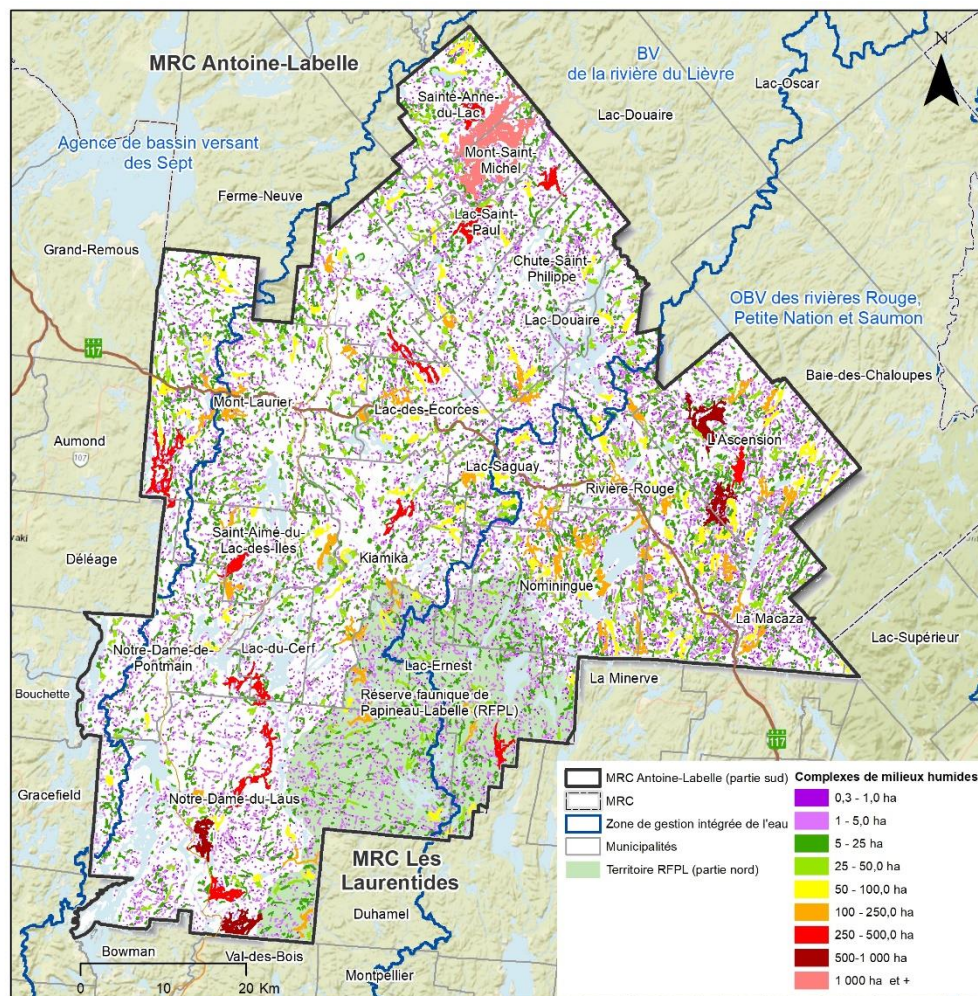 MRC Antoine-Labelle
BV
de la rivière du Lièvre
Lac-Oscar
N
Sainte-Anne-
du-Lac
Lac-Douaire
Agence de bassin versant
des Sept
Mont-Saint-
Michel
Ferme-Neuve
Lac-Saint-
Paul
Grand-Remous
Chute-Saint-
Philippe
OBV des rivières Rouge,
Petite Nation et Saumon
Lac-Douaire
117
Baie-des-Chaloupes
Mont-Laurier
Lac-des-Écorces
Aumond
107
L'Ascension
Lac-Saguay
Rivière-Rouge
Saint-Aimé-du-
Lac-des-Iles
Déléage
Kiamika
Nominingue
La Macaza
Lac-Supérieur
Notre-Dame-de-
Pontmain
Lac-du-Cerf
Lac-Ernest
Bouchette
La Minerve
Réserve faunique de
Papineau-Labelle (RFPL)
117
Gracefield
Notre-Dame-du-Laus
MRC Les
Laurentides
Duhamel
Bowman
Val-des-Bois
Montpellier
0 10 20 Km
MRC Antoine-Labelle (partie sud)
MRC
Zone de gestion intégrée de l'eau
Municipalités
Territoire RFPL (partie nord)
Complexes de milieux humides
0,3 - 1,0 ha
1 - 5,0 ha
5 - 25 ha
25 - 50,0 ha
50 - 100,0 ha
100 - 250,0 ha
250 - 500,0 ha
500-1 000 ha
1 000 ha et +